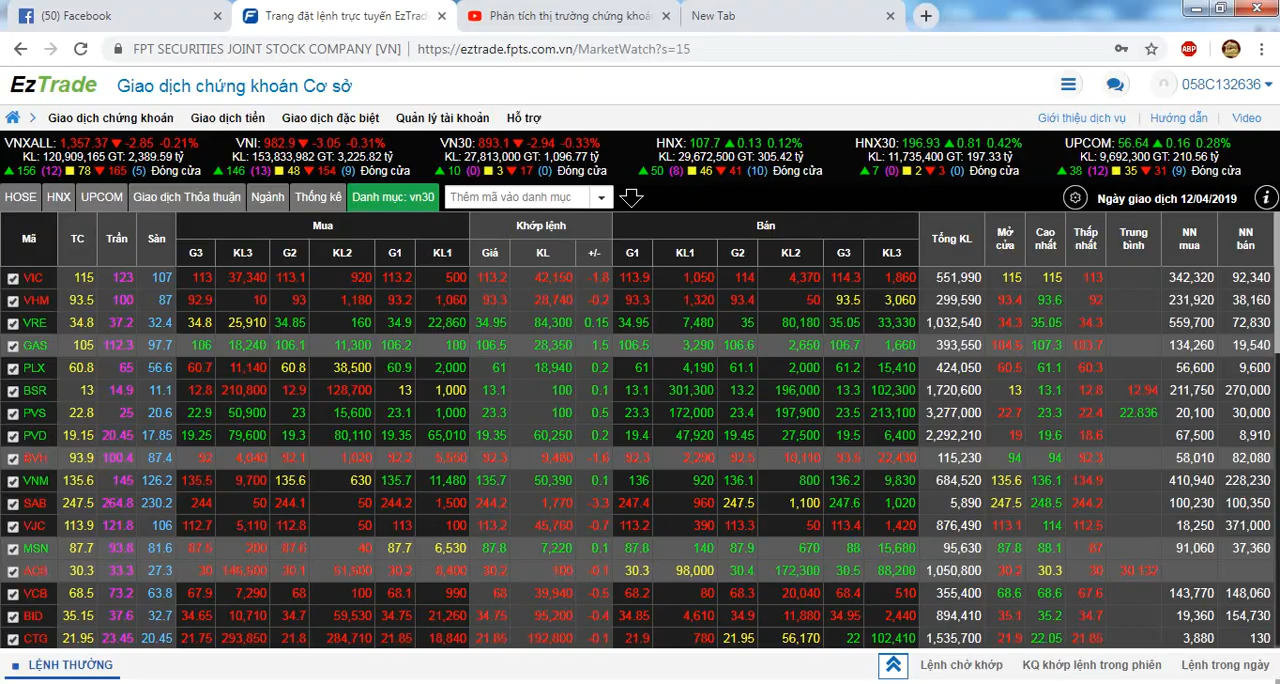 (50) Facebook
Trang đặt lệnh trực tuyến EzTrad
Phân tích thị trường chứng khoá
New Tab
FPT SECURITIES JOINT STOCK COMPANY [VN] https://eztrade.fpts.com.vn/MarketWatch?s=15
ABP
EzTrade Giao dịch chứng khoán Cơ sở
058C132636
Giao dịch chứng khoán Giao dịch tiền Giao dịch đặc biệt Quản lý tài khoản Hỗ trợ
Giới thiệu dịch vụ Hướng dẫn Video
VNXALL: 1,357.37 ▼ -2.85 -0.21% VNI: 982.9 ▼ -3.05 -0.31% VN30: 893.1 ▼ -2.94 -0.33% HNX: 107.7 ▲ 0.13 0.12% HNX30: 196.93 ▲ 0.81 0.42% UPCOM: 56.64 ▲ 0.16 0.28%
KL: 120,909,165 GT: 2,389.59 tỷ KL: 153,833,982 GT: 3,225.82 tỷ KL: 27,813,000 GT: 1,096.77 tỷ KL: 29,672,500 GT: 305.42 tỷ KL: 11,735,400 GT: 197.33 tỷ KL: 9,692,300 GT: 210.56 tỷ
▲ 156 (12) ■ 78 ▼ 165 (5) Đóng cửa ▲ 146 (13) ■ 48 ▼ 154 (9) Đóng cửa ▲ 10 (0) ■ 3 ▼ 17 (0) Đóng cửa ▲ 50 (8) ■ 46 ▼ 41 (10) Đóng cửa ▲ 7 (0) ■ 2 ▼ 3 (0) Đóng cửa ▲ 38 (12) ■ 35 ▼ 31 (9) Đóng cửa
HOSE HNX UPCOM Giao dịch Thỏa thuận Ngành Thống kê Danh mục: vn30 Thêm mã vào danh mục Ngày giao dịch 12/04/2019
Mã TC Trần Sàn Mua Khớp lệnh Bán Tổng KL Mở cửa Cao nhất Thấp nhất Trung bình NN mua NN bán
G3 KL3 G2 KL2 G1 KL1 Giá KL +/- G1 KL1 G2 KL2 G3 KL3
VIC 115 123 107 113 37,340 113.1 920 113.2 500 113.2 42,150 -1.8 113.9 1,050 114 4,370 114.3 1,860 551,990 115 115 113 342,320 92,340
VHM 93.5 100 87 92.9 10 93 1,180 93.2 1,060 93.3 28,740 -0.2 93.3 1,320 93.4 50 93.5 3,060 299,590 93.4 93.6 92 231,920 38,160
VRE 34.8 37.2 32.4 34.8 25,910 34.85 160 34.9 22,860 34.95 84,300 0.15 34.95 7,480 35 80,180 35.05 33,330 1,032,540 34.3 35.05 34.3 559,700 72,830
GAS 105 112.3 97.7 106 18,240 106.1 11,300 106.2 100 106.5 28,350 1.5 106.5 3,290 106.6 2,650 106.7 1,660 393,550 104.5 107.3 103.7 134,260 19,540
PLX 60.8 65 56.6 60.7 11,140 60.8 38,500 60.9 2,000 61 18,940 0.2 61 4,190 61.1 2,000 61.2 15,410 424,050 60.5 61.1 60.3 56,600 9,600
BSR 13 14.9 11.1 12.8 210,800 12.9 128,700 13 1,000 13.1 100 0.1 13.1 301,300 13.2 196,000 13.3 102,300 1,720,600 13 13.1 12.8 12.94 211,750 270,000
PVS 22.8 25 20.6 22.9 50,900 23 15,600 23.1 1,000 23.3 100 0.5 23.3 172,000 23.4 197,900 23.5 213,100 3,277,000 22.7 23.3 22.4 22.836 20,100 30,000
PVD 19.15 20.45 17.85 19.25 79,600 19.3 80,110 19.35 65,010 19.35 60,250 0.2 19.4 47,920 19.45 27,500 19.5 6,400 2,292,210 19 19.6 18.6 67,500 8,910
BVH 93.9 100.4 87.4 92 4,040 92.1 1,020 92.2 5,590 92.3 9,480 -1.6 92.3 2,290 92.5 10,110 93.5 22,430 115,230 94 94 92.3 58,010 82,080
VNM 135.6 145 126.2 135.5 9,700 135.6 630 135.7 11,480 135.7 50,390 0.1 136 920 136.1 800 136.2 9,830 684,520 135.6 136.1 134.9 410,940 228,230
SAB 247.5 264.8 230.2 244 50 244.1 50 244.2 1,500 244.2 1,770 -3.3 247.4 960 247.5 1,100 247.6 1,020 5,890 247.5 248.5 244.2 100,230 100,350
VJC 113.9 121.8 106 112.7 5,110 112.8 50 113 100 113.2 45,760 -0.7 113.2 390 113.3 50 113.4 1,420 876,490 113.1 114 112.5 18,250 371,000
MSN 87.7 93.8 81.6 87.5 200 87.6 40 87.7 6,530 87.8 7,220 0.1 87.8 140 87.9 670 88 15,680 95,630 87.8 88.1 87 91,060 37,360
ACB 30.3 33.3 27.3 30 30.1 30.2 8,400 30.2 100 -0.1 30.3 98,000 30.4 172,300 30.5 88,200 1,050,800 30.2 30.3 30 30.132
VCB 68.5 73.2 63.8 67.9 7,290 68 100 68.1 990 68 39,940 -0.5 68.2 80 68.3 20,040 68.4 510 355,400 68.6 68.6 67.6 143,770 148,060
BID 35.15 37.6 32.7 34.65 10,710 34.7 59,530 34.75 21,260 34.75 95,200 -0.4 34.85 4,610 34.9 11,880 34.95 2,440 894,410 35.1 35.2 34.7 19,360 154,730
CTG 21.95 23.45 20.45 21.75 293,850 21.8 284,710 21.85 18,840 21.85 192,800 -0.1 21.9 780 21.95 56,170 22 102,410 1,535,700 21.9 22.05 21.85 3,880 130
LỆNH THƯỜNG Lệnh chờ khớp KQ khớp lệnh trong phiên Lệnh trong ngày